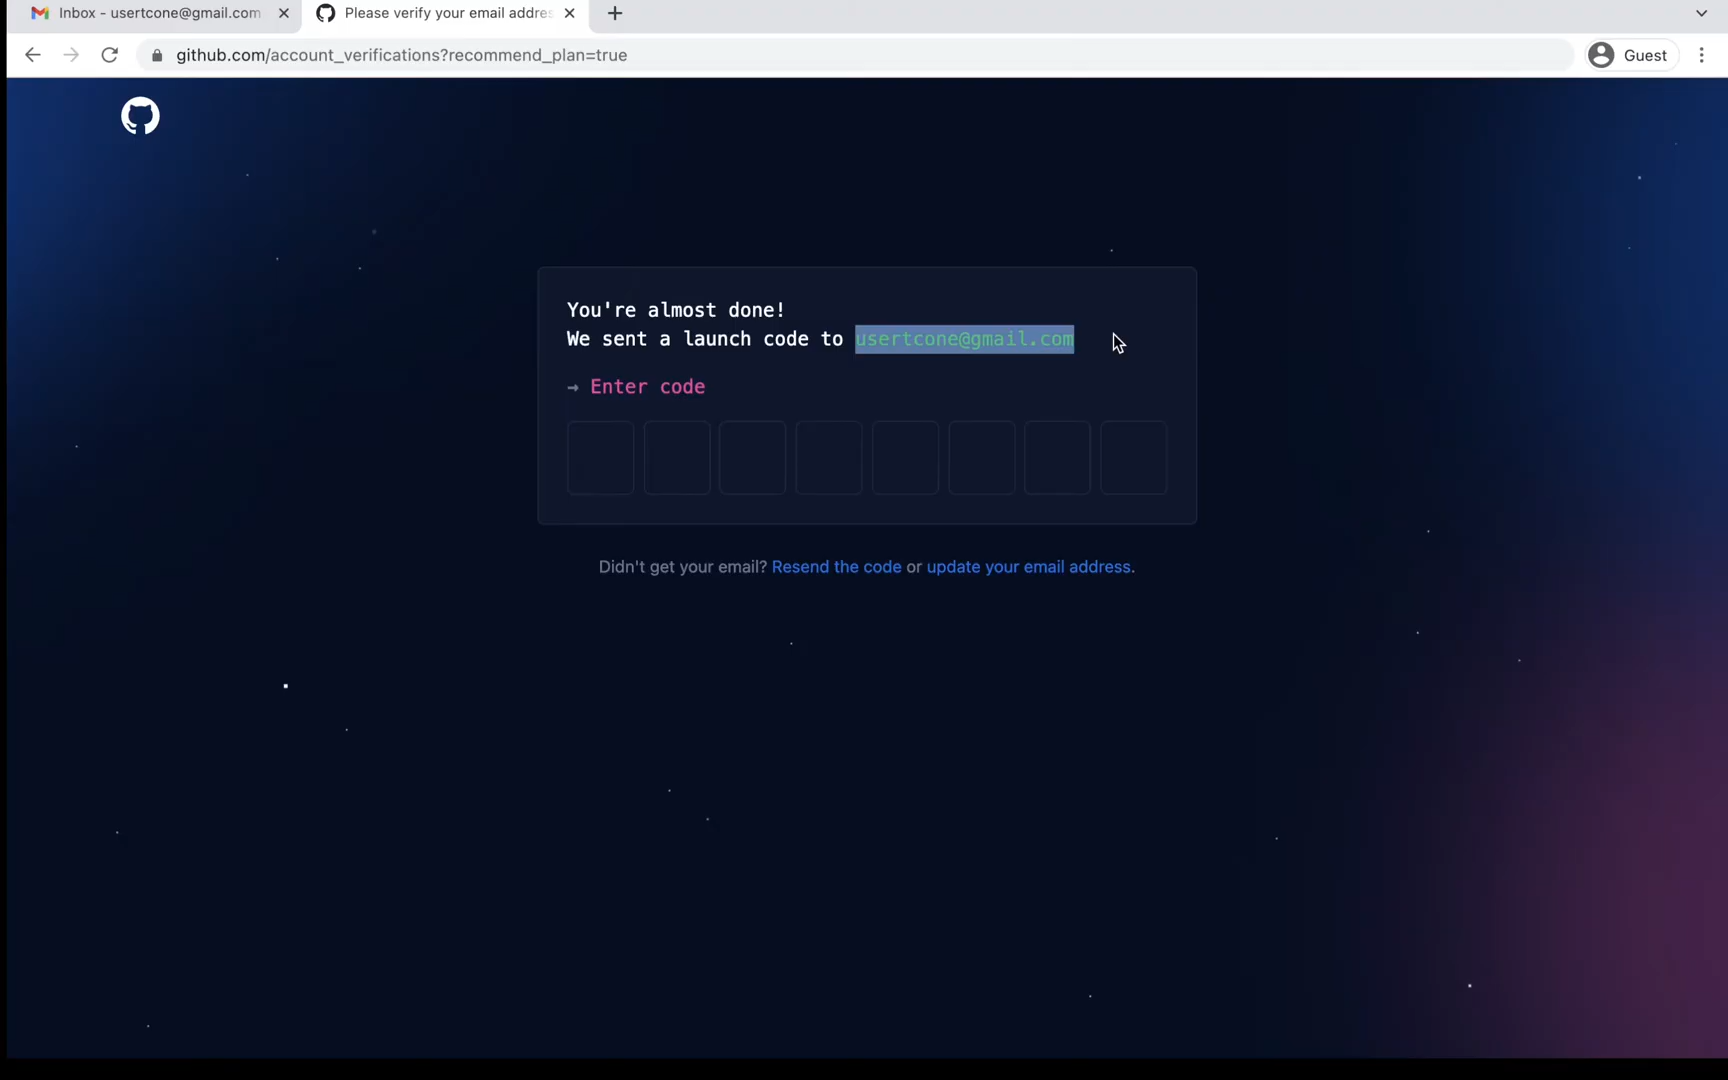 Inbox - usertcone@gmail.com
Please verify your email addres
github.com/account_verifications?recommend_plan=true
Guest
You're almost done!
We sent a launch code to usertcone@gmail.com
→ Enter code
Didn't get your email? Resend the code or update your email address.